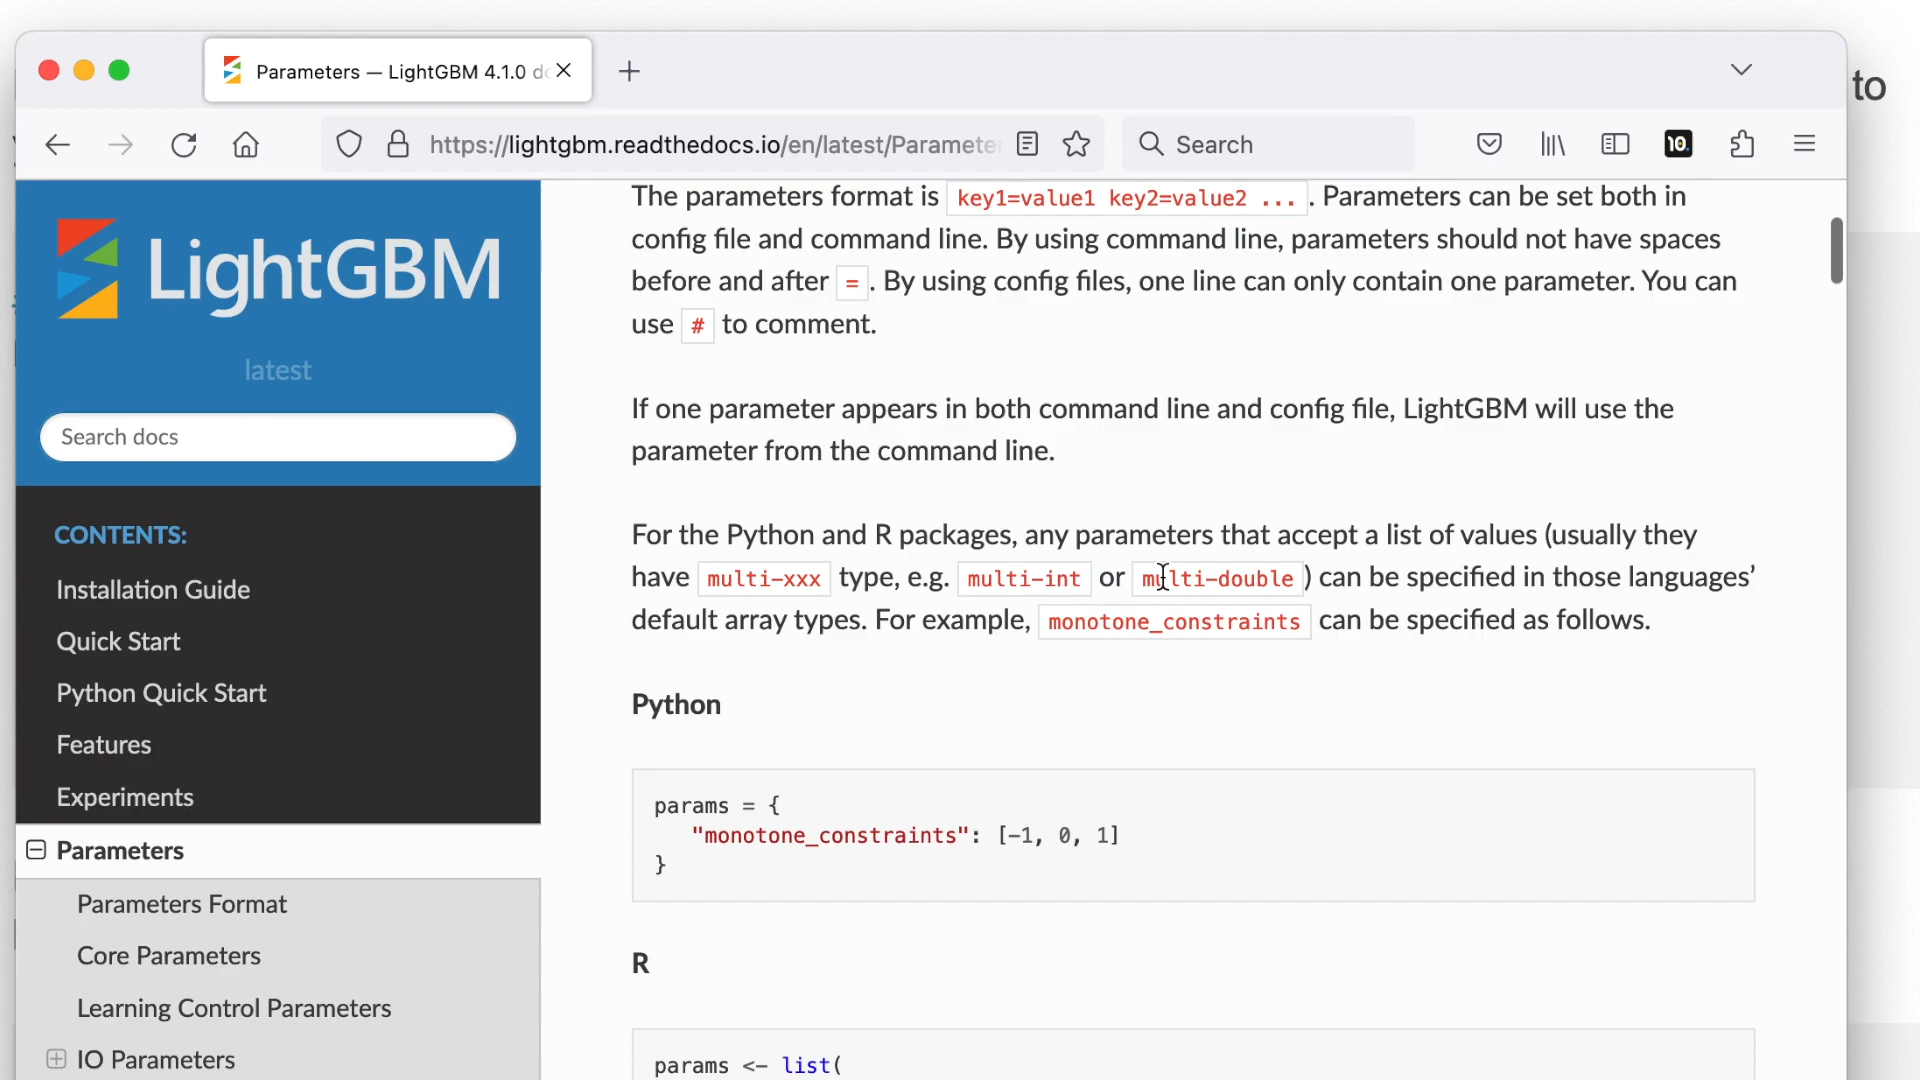 to
Parameters — LightGBM 4.1.0 do
https://lightgbm.readthedocs.io/en/latest/Parameter
Search
10.
LightGBM
latest
Search docs
CONTENTS:
Installation Guide
Quick Start
Python Quick Start
Features
Experiments
Parameters
Parameters Format
Core Parameters
Learning Control Parameters
IO Parameters
The parameters format is key1=value1 key2=value2 ... . Parameters can be set both in
config file and command line. By using command line, parameters should not have spaces
before and after = . By using config files, one line can only contain one parameter. You can
use # to comment.
If one parameter appears in both command line and config file, LightGBM will use the
parameter from the command line.
For the Python and R packages, any parameters that accept a list of values (usually they
have multi-xxx type, e.g. multi-int or multi-double) can be specified in those languages’
default array types. For example, monotone_constraints can be specified as follows.
Python
params = {
"monotone_constraints": [-1, 0, 1]
}
R
params <- list(